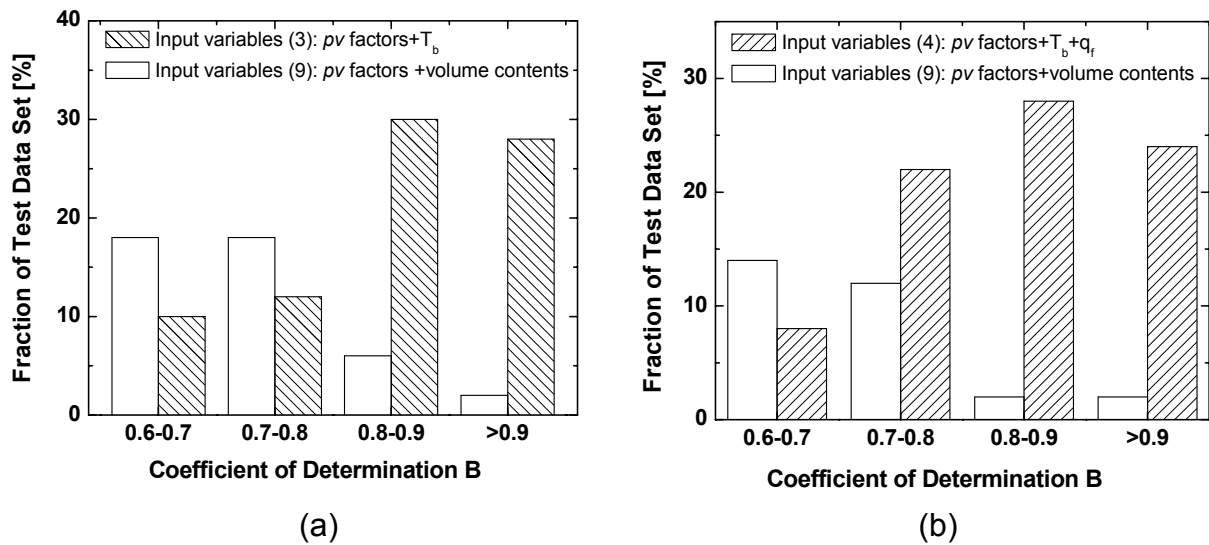 40
30
20
10
0
Fraction of Test Data Set [%]
Input variables (3): pv factors+T_b
Input variables (9): pv factors +volume contents
0.6-0.7 0.7-0.8 0.8-0.9 >0.9
Coefficient of Determination B
(a)
30
20
10
0
Fraction of Test Data Set [%]
Input variables (4): pv factors+T_b+q_f
Input variables (9): pv factors+volume contents
0.6-0.7 0.7-0.8 0.8-0.9 >0.9
Coefficient of Determination B
(b)